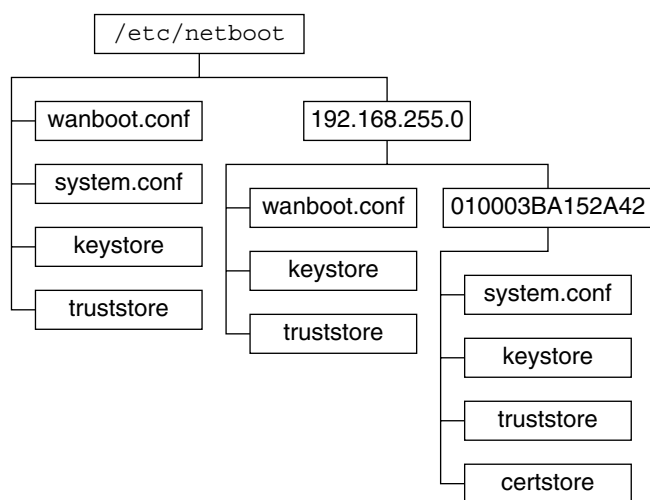 /etc/netboot
wanboot.conf
system.conf
keystore
truststore
192.168.255.0
wanboot.conf
keystore
truststore
010003BA152A42
system.conf
keystore
truststore
certstore